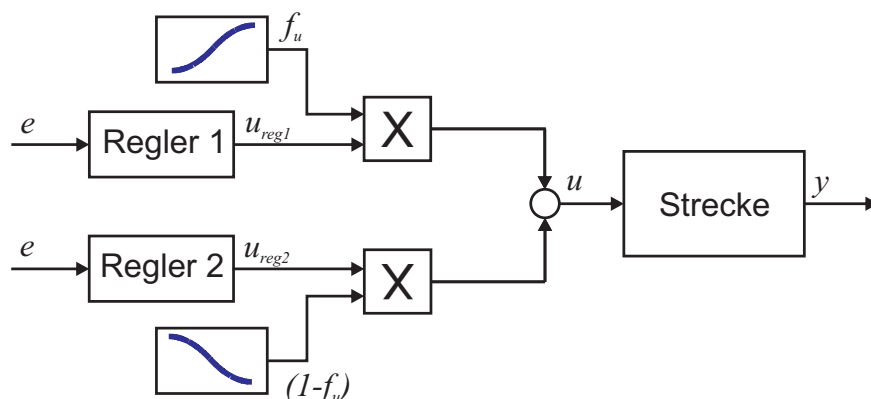 f_u
e
Regler 1
u_reg1
X
u
Strecke
y
e
Regler 2
u_reg2
X
(1-f_u)